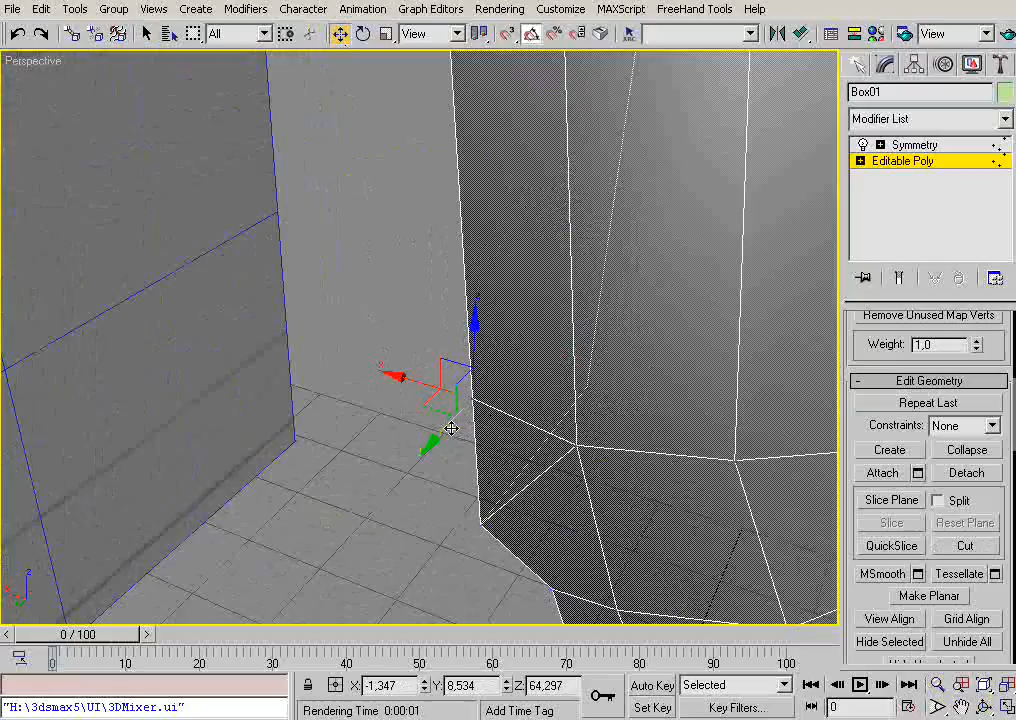 File Edit Tools Group Views Create Modifiers Character Animation Graph Editors Rendering Customize MAXScript FreeHand Tools Help
All View View
Perspective
Box01
Modifier List
Symmetry
Editable Poly
Remove Unused Map Verts
Weight: 1,0
- Edit Geometry
Repeat Last
Constraints: None
Create Collapse
Attach Detach
Slice Plane Split
Slice Reset Plane
QuickSlice Cut
MSmooth Tessellate
Make Planar
View Align Grid Align
Hide Selected Unhide All
z
< 0 / 100 >
0 10 20 30 40 50 60 70 80 90 100
X: -1,347 Y: 8,534 Z: 64,297 Auto Key Selected
"H:\3dsmax5\UI\3DMixer.ui" Rendering Time: 0:00:01 Add Time Tag Set Key Key Filters... 0